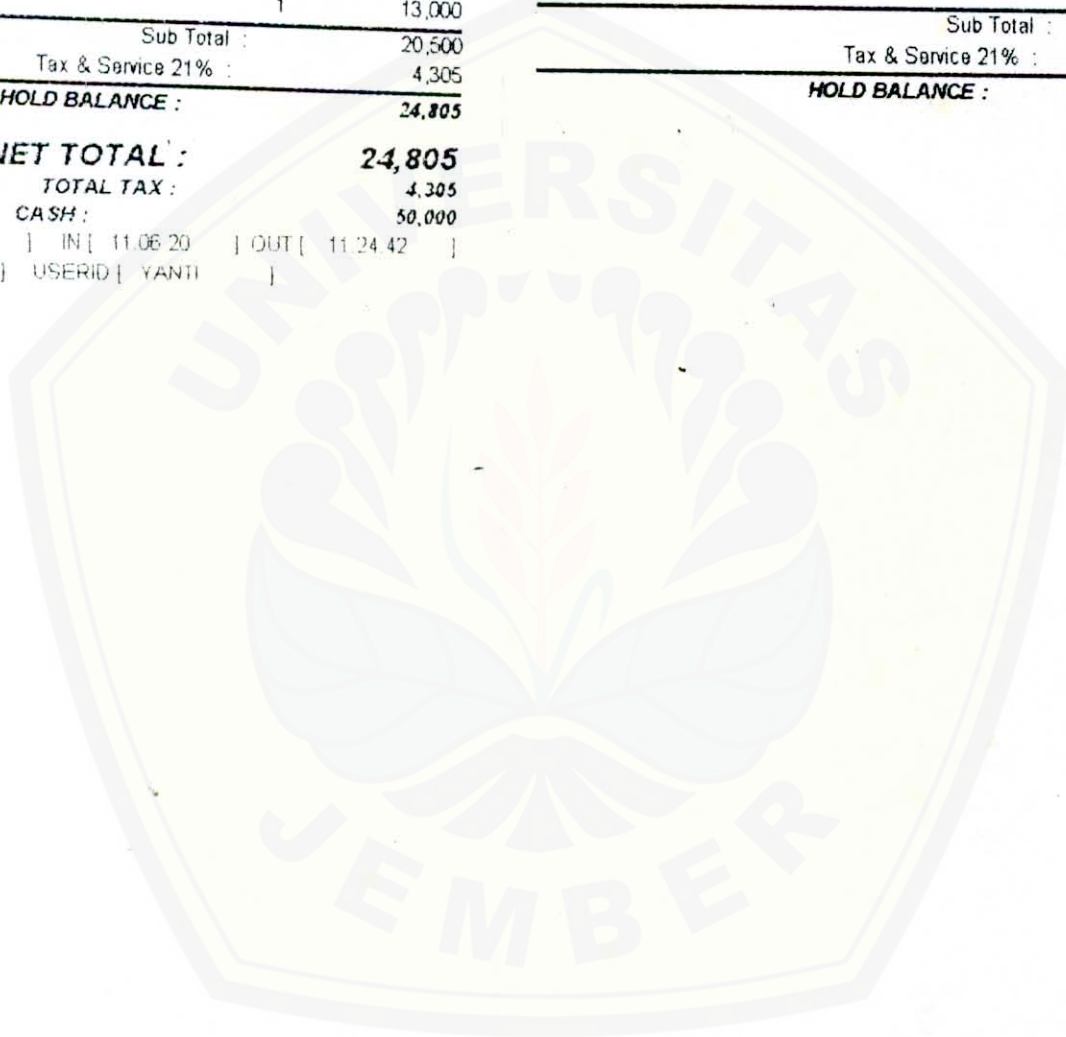 1 13,000
Sub Total : 20,500
Tax & Service 21% : 4,305
HOLD BALANCE : 24,805
NET TOTAL : 24,805
TOTAL TAX : 4,305
CASH : 50,000
] IN [ 11.06.20 ] OUT [ 11.24.42 ]
] USERID [ YANTI ]
Sub Total :
Tax & Service 21% :
HOLD BALANCE :
UNIVERSITAS
JEMBER